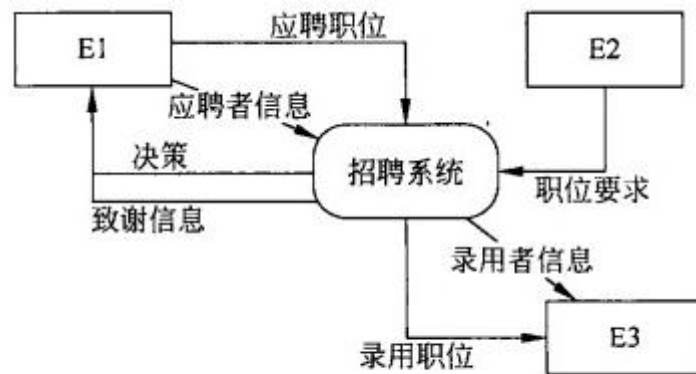 E1
应聘职位
E2
应聘者信息
决策
招聘系统
职位要求
致谢信息
录用者信息
E3
录用职位